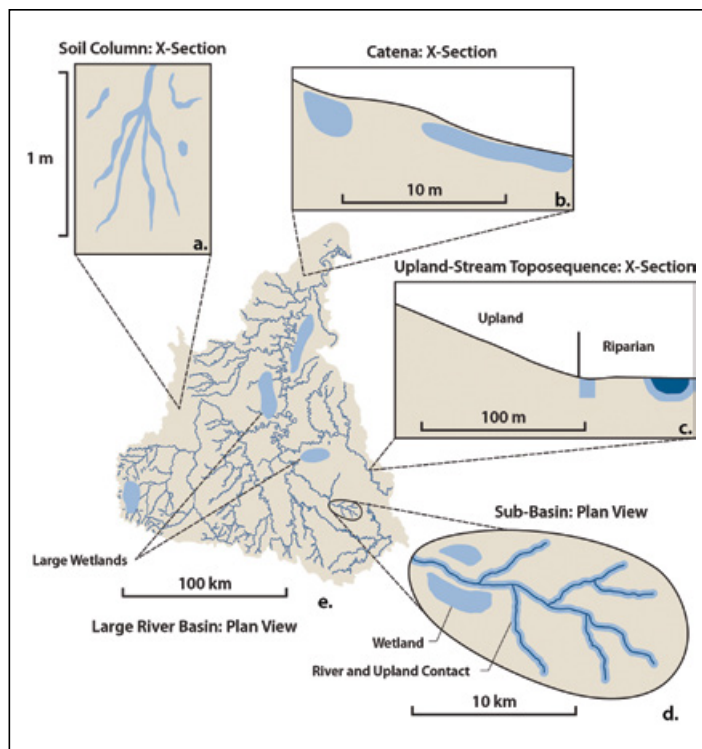 Soil Column: X-Section
1 m
a.
Catena: X-Section
10 m
b.
Upland-Stream Toposequence: X-Section
Upland
Riparian
100 m
c.
Large Wetlands
100 km
e.
Large River Basin: Plan View
Sub-Basin: Plan View
Wetland
River and Upland Contact
10 km
d.